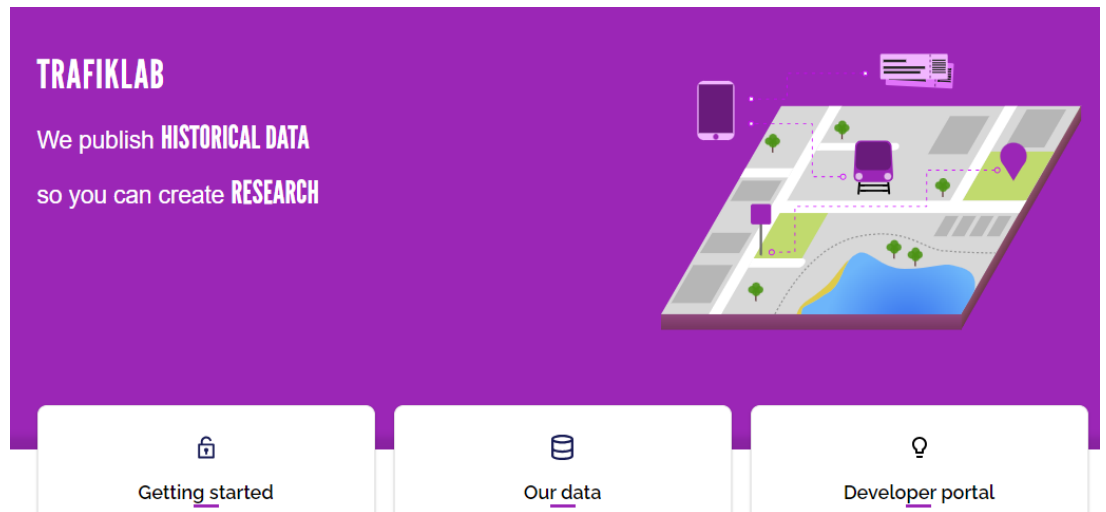 TRAFIKLAB
We publish HISTORICAL DATA
so you can create RESEARCH
Getting started
Our data
Developer portal